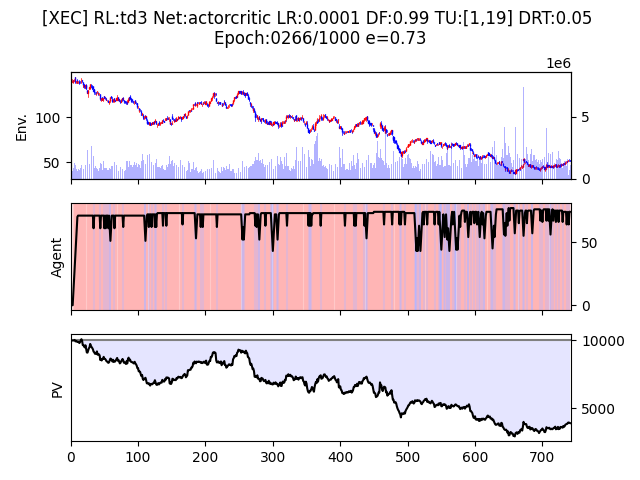 [XEC] RL:td3 Net:actorcritic LR:0.0001 DF:0.99 TU:[1,19] DRT:0.05
Epoch:0266/1000 e=0.73
1e6
Env.
100
50
5
0
Agent
50
0
PV
10000
5000
0 100 200 300 400 500 600 700